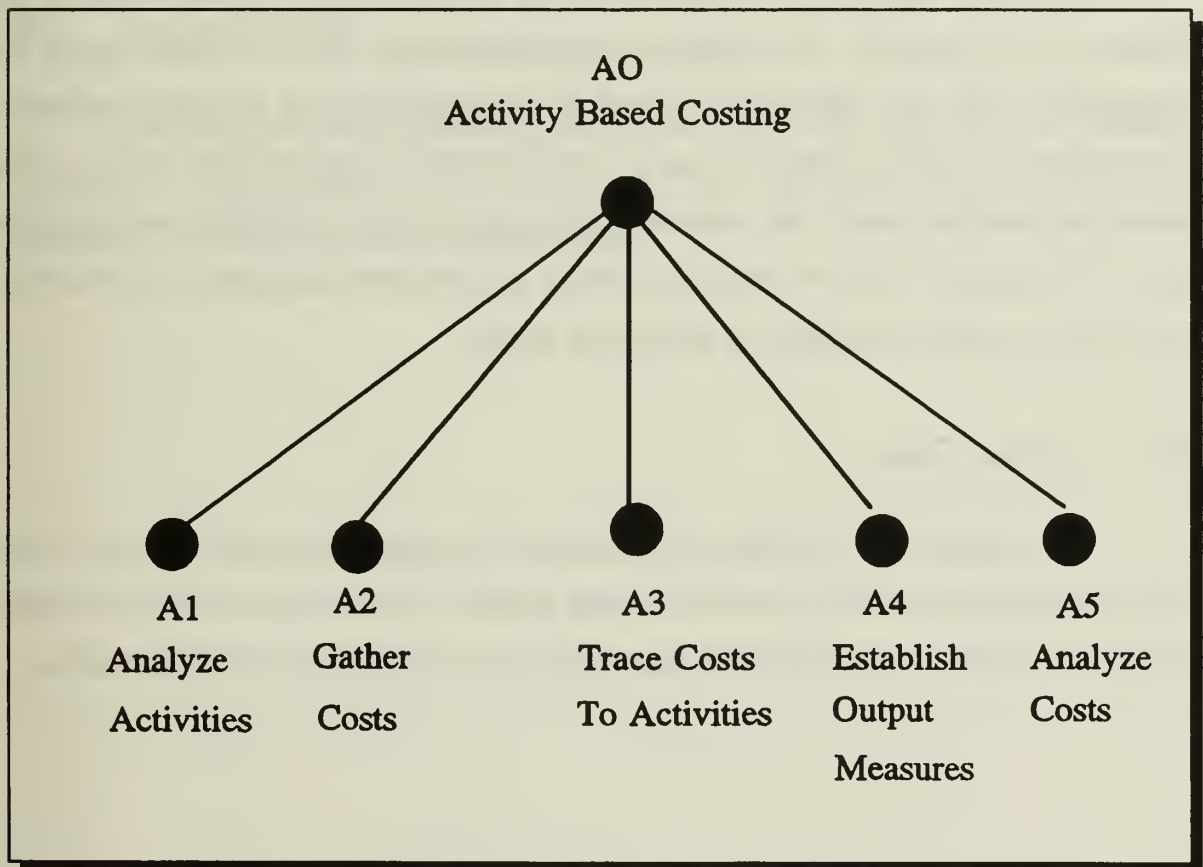 AO
Activity Based Costing
A1
Analyze
Activities
A2
Gather
Costs
A3
Trace Costs
To Activities
A4
Establish
Output
Measures
A5
Analyze
Costs